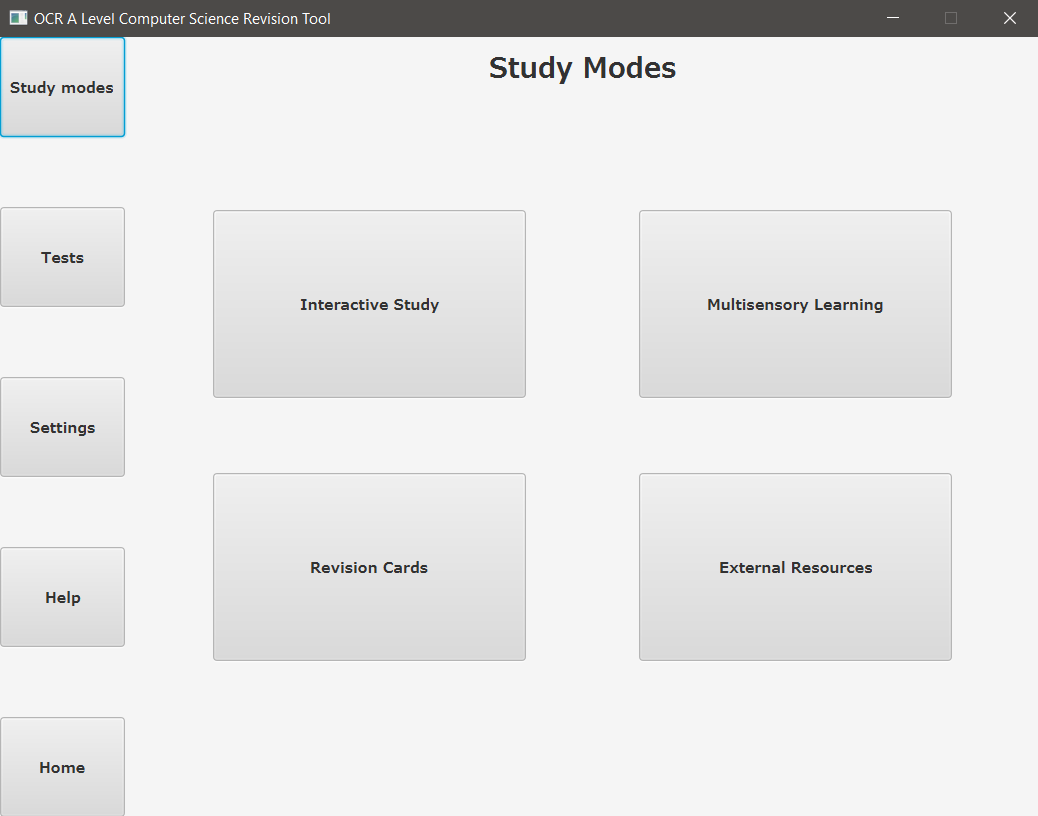 OCR A Level Computer Science Revision Tool
Study modes
Study Modes
Tests
Interactive Study
Multisensory Learning
Settings
Revision Cards
External Resources
Help
Home